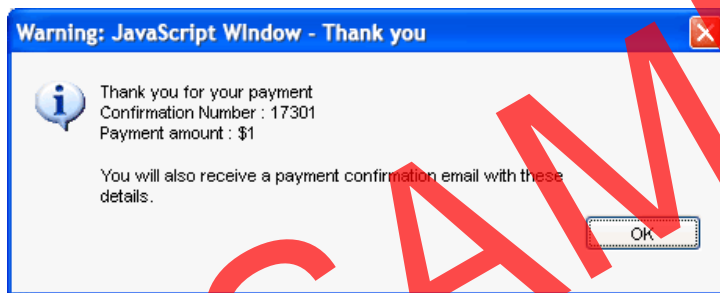 Warning: JavaScript WIndow - Thank you
Thank you for your payment
Confirmation Number : 17301
Payment amount : $1
You will also receive a payment confirmation email with these
details.
OK
SCAM